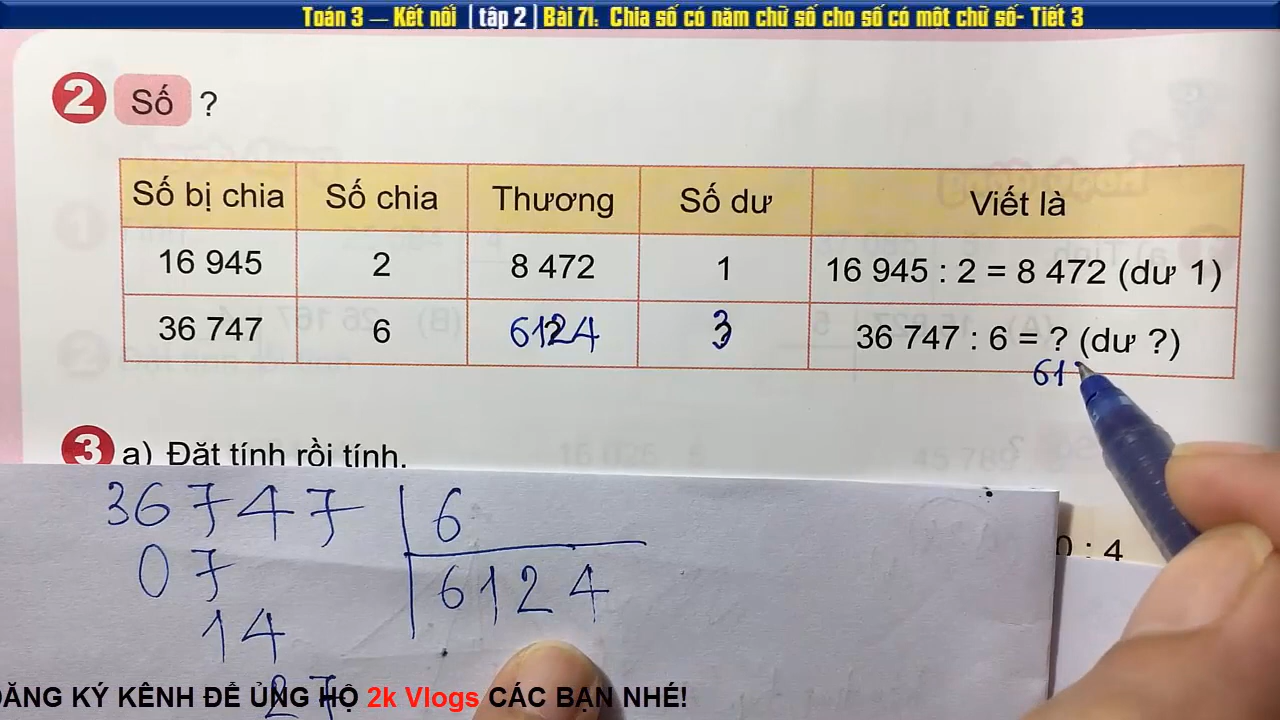 Toán 3 – Kết nối [ tập 2 ] Bài 71: Chia số có năm chữ số cho số có một chữ số- Tiết 3
2 Số ?
Số bị chia Số chia Thương Số dư Viết là
16 945 2 8 472 1 16 945 : 2 = 8 472 (dư 1)
36 747 6 6124 3 36 747 : 6 = ? (dư ?)
61
3 a) Đặt tính rồi tính.
36747 6
07 6124
14
27
0 : 4
ĐĂNG KÝ KÊNH ĐỂ ỦNG HỘ 2k Vlogs CÁC BẠN NHÉ!